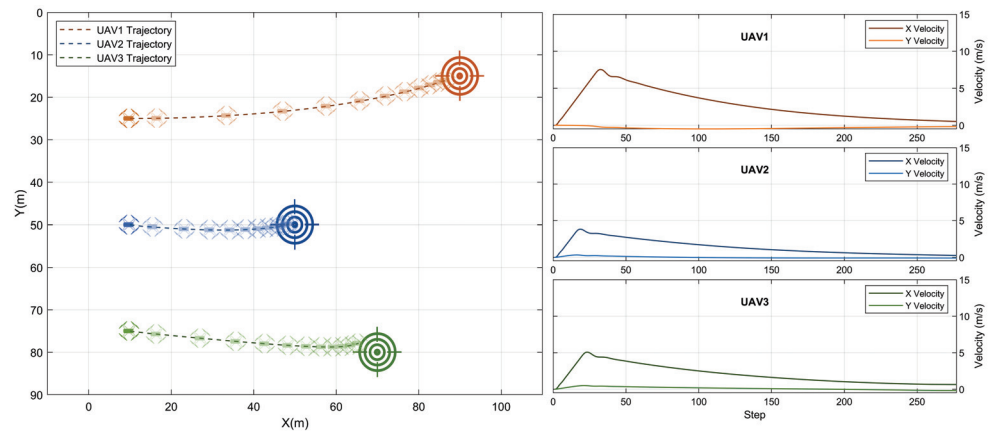 0
10
20
30
40
50
60
70
80
90
Y(m)
UAV1 Trajectory
UAV2 Trajectory
UAV3 Trajectory
0 20 40 60 80 100
X(m)
UAV1
X Velocity
Y Velocity
15
10
5
0
Velocity (m/s)
0 50 100 150 200 250
UAV2
X Velocity
Y Velocity
15
10
5
0
Velocity (m/s)
0 50 100 150 200 250
UAV3
X Velocity
Y Velocity
15
10
5
0
Velocity (m/s)
0 50 100 150 200 250
Step